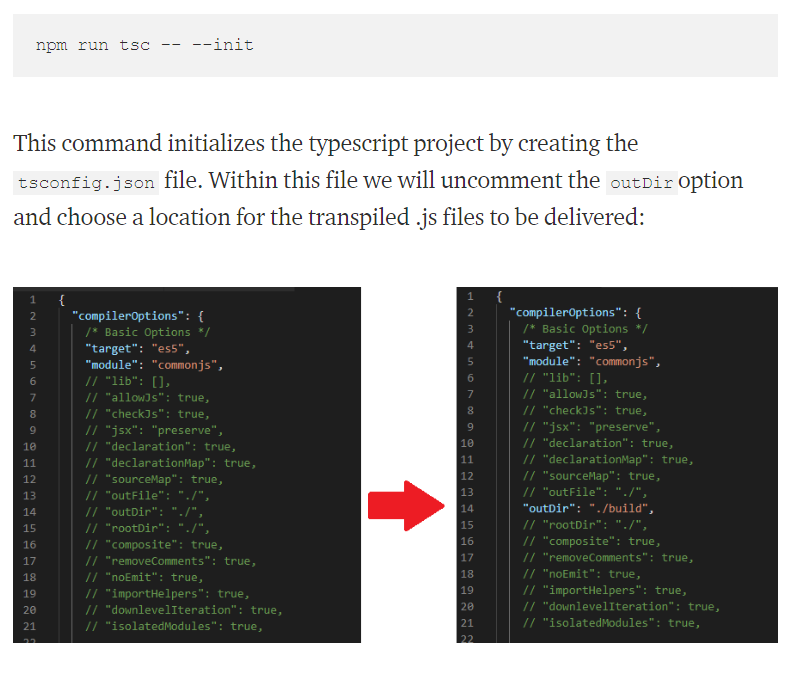 npm run tsc -- --init
This command initializes the typescript project by creating the
tsconfig.json file. Within this file we will uncomment the outDir option
and choose a location for the transpiled .js files to be delivered:
1 {
2 "compilerOptions": {
3 /* Basic Options */
4 "target": "es5",
5 "module": "commonjs",
6 // "lib": [],
7 // "allowJs": true,
8 // "checkJs": true,
9 // "jsx": "preserve",
10 // "declaration": true,
11 // "declarationMap": true,
12 // "sourceMap": true,
13 // "outFile": "./",
14 // "outDir": "./",
15 // "rootDir": "./",
16 // "composite": true,
17 // "removeComments": true,
18 // "noEmit": true,
19 // "importHelpers": true,
20 // "downlevelIteration": true,
21 // "isolatedModules": true,
22
1 {
2 "compilerOptions": {
3 /* Basic Options */
4 "target": "es5",
5 "module": "commonjs",
6 // "lib": [],
7 // "allowJs": true,
8 // "checkJs": true,
9 // "jsx": "preserve",
10 // "declaration": true,
11 // "declarationMap": true,
12 // "sourceMap": true,
13 // "outFile": "./",
14 "outDir": "./build",
15 // "rootDir": "./",
16 // "composite": true,
17 // "removeComments": true,
18 // "noEmit": true,
19 // "importHelpers": true,
20 // "downlevelIteration": true,
21 // "isolatedModules": true,
22